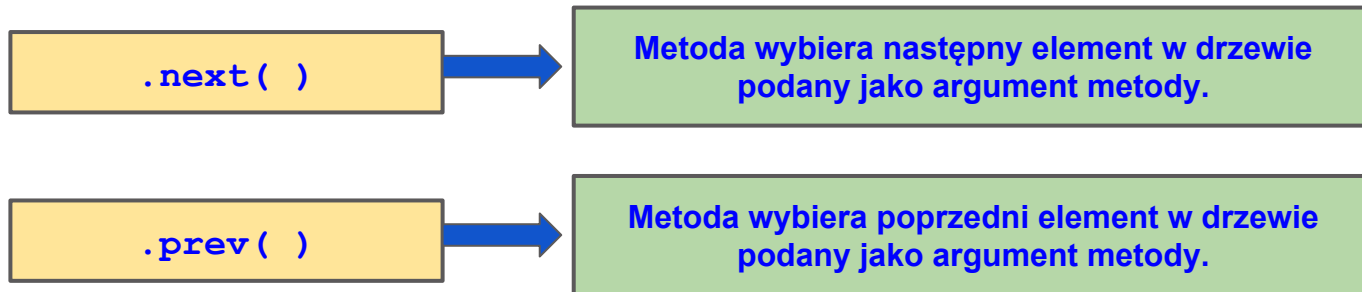 .next( )
Metoda wybiera następny element w drzewie
podany jako argument metody.
.prev( )
Metoda wybiera poprzedni element w drzewie
podany jako argument metody.